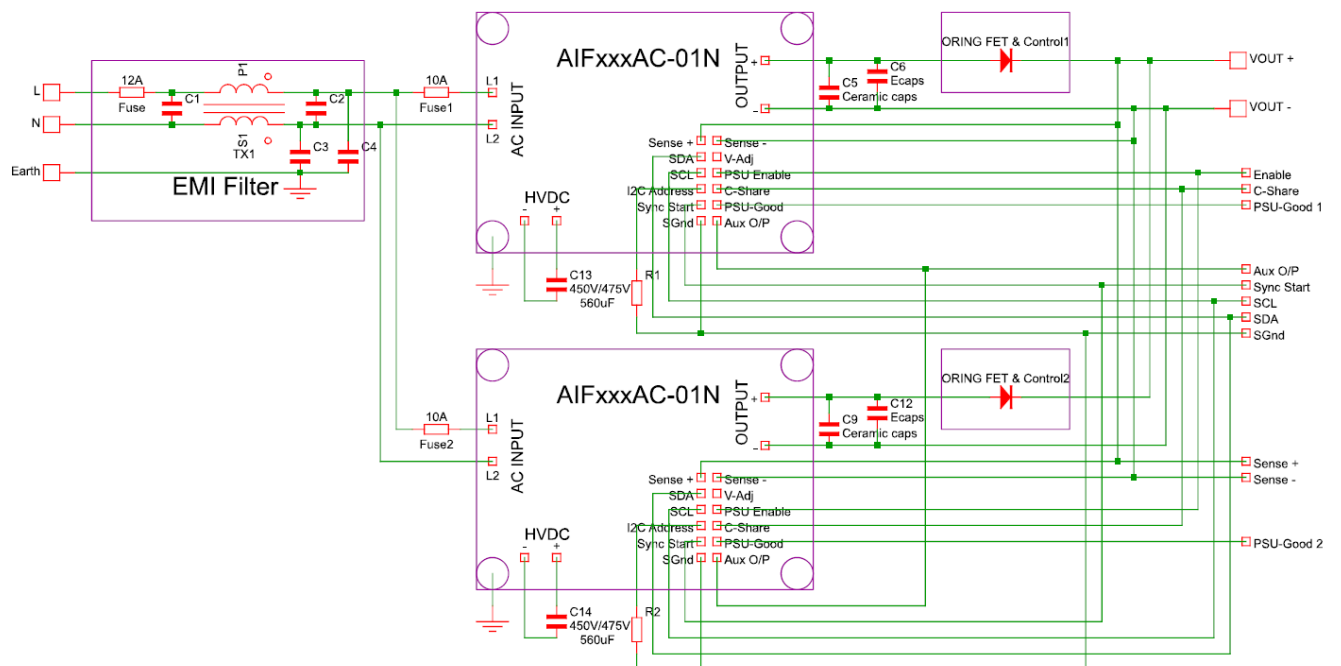 AIFxxxAC-01N
ORING FET & Control1
12A
P1
10A
L1
+
C6
Ecaps
VOUT +
L
Fuse
C1
C2
Fuse1
AC INPUT
OUTPUT
C5
Ceramic caps
N
L2
-
VOUT -
S1
TX1
C3
C4
Sense +
Sense -
SDA
V-Adj
Earth
EMI Filter
SCL
PSU Enable
Enable
I2C Address
C-Share
C-Share
HVDC
Sync Start
PSU-Good
PSU-Good 1
- +
SGnd
Aux O/P
C13
450V/475V
560uF
R1
Aux O/P
Sync Start
SCL
SDA
SGnd
AIFxxxAC-01N
ORING FET & Control2
10A
L1
+
C12
Ecaps
Fuse2
AC INPUT
OUTPUT
C9
Ceramic caps
L2
-
Sense +
Sense -
Sense +
Sense -
SDA
V-Adj
SCL
PSU Enable
I2C Address
C-Share
HVDC
Sync Start
PSU-Good
PSU-Good 2
- +
SGnd
Aux O/P
C14
450V/475V
560uF
R2